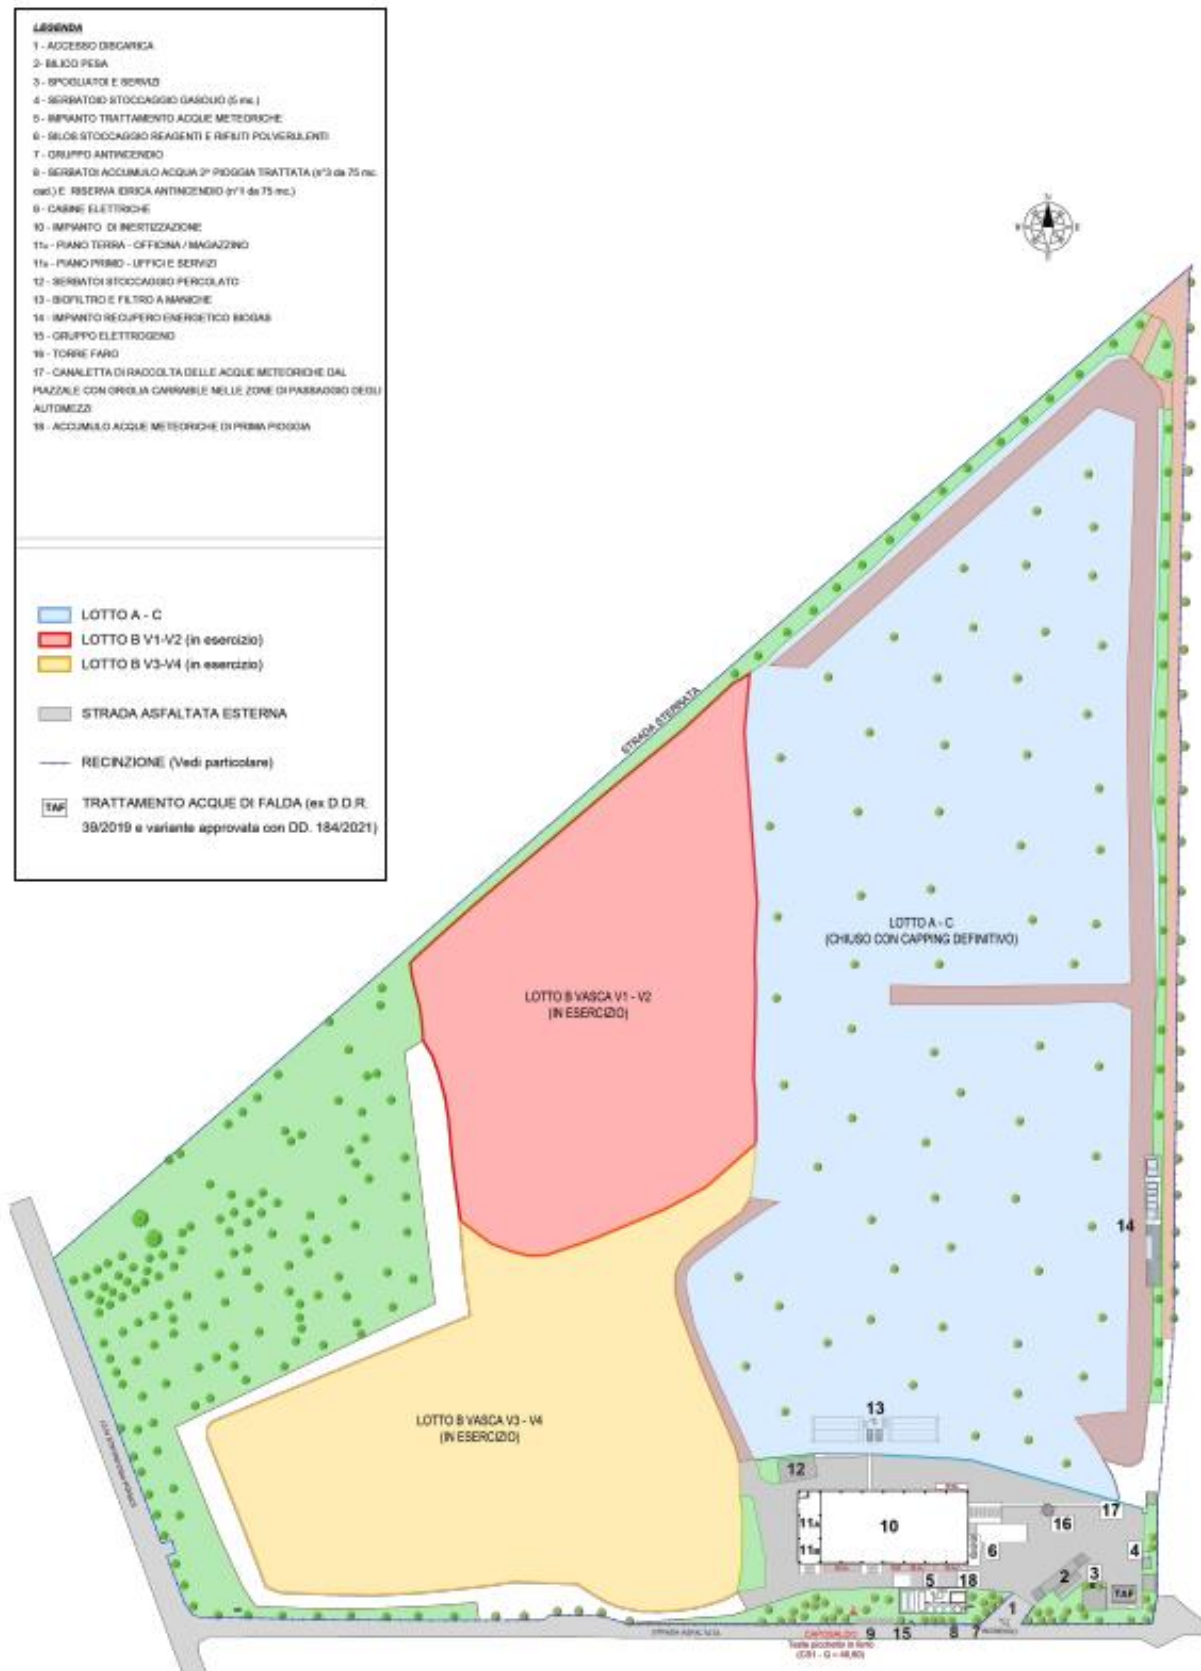 LEGENDA
1 - ACCESSO DISCARICA
2- BILICO PESA
3 - SPOGLIATOI E SERVIZI
4 - SERBATOIO STOCCAGGIO GASOLIO (5 mc.)
5 - IMPIANTO TRATTAMENTO ACQUE METEORICHE
6 - SILOS STOCCAGGIO REAGENTI E RIFIUTI POLVERULENTI
7 - GRUPPO ANTINCENDIO
8 - SERBATOI ACCUMULO ACQUA 2ª PIOGGIA TRATTATA (n°3 da 75 mc.
cad.) E RISERVA IDRICA ANTINCENDIO (n°1 da 75 mc.)
9 - CABINE ELETTRICHE
10 - IMPIANTO DI INERTIZZAZIONE
11A - PIANO TERRA - OFFICINA / MAGAZZINO
11B - PIANO PRIMO - UFFICI E SERVIZI
12 - SERBATOI STOCCAGGIO PERCOLATO
13 - BIOFILTRO E FILTRO A MANICHE
14 - IMPIANTO RECUPERO ENERGETICO BIOGAS
15 - GRUPPO ELETTROGENO
16 - TORRE FARO
17 - CANALETTA DI RACCOLTA DELLE ACQUE METEORICHE DAL
PIAZZALE CON GRIGLIA CARRABILE NELLE ZONE DI PASSAGGIO DEGLI
AUTOMEZZI
18 - ACCUMULO ACQUE METEORICHE DI PRIMA PIOGGIA
LOTTO A - C
LOTTO B V1-V2 (in esercizio)
LOTTO B V3-V4 (in esercizio)
STRADA ASFALTATA ESTERNA
RECINZIONE (Vedi particolare)
TAF TRATTAMENTO ACQUE DI FALDA (ex D.D.R.
39/2019 e variante approvata con DD. 184/2021)
N
E
S
STRADA STERRATA
LOTTO A - C
(CHIUSO CON CAPPING DEFINITIVO)
LOTTO B VASCA V1 - V2
(IN ESERCIZIO)
14
LOTTO B VASCA V3 - V4
(IN ESERCIZIO)
13
12
17
16
11A
10
11B
6
4
5
18
2
3
TAF
1
INGRESSO
9
15
8
7
STRADA ASFALTATA
CAPOSALDO
Testa picchetto in ferro